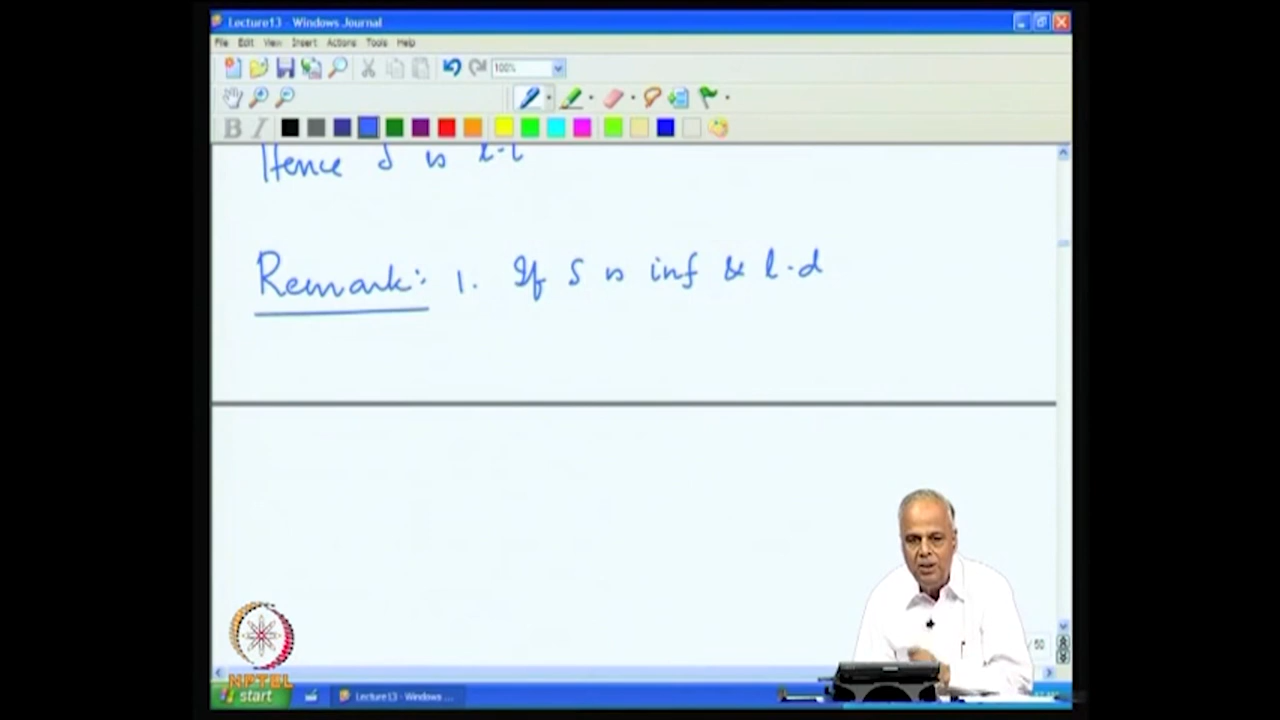 Lecture13 - Windows Journal
File Edit View Insert Actions Tools Help
100%
B I
Hence S is l.i
Remark: 1. If S is inf & l.d
/ 50
NPTEL
start Lecture13 - Windows ...